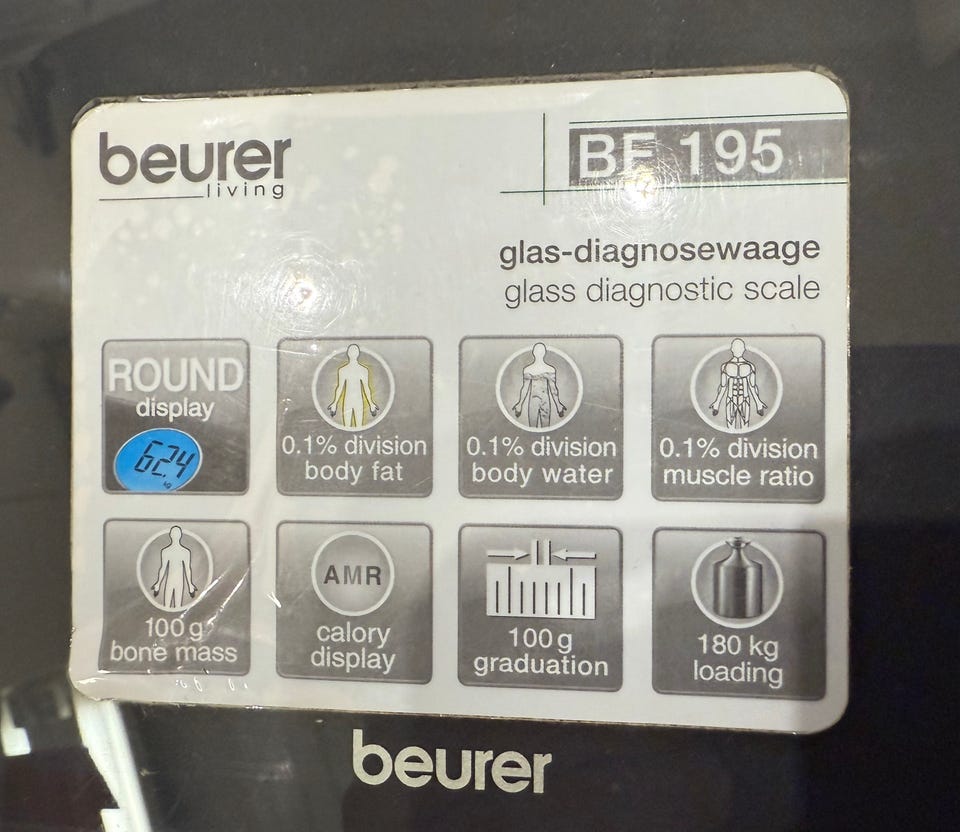 beurer
living
BF 195
glas-diagnosewaage
glass diagnostic scale
ROUND
display
62.4
kg
0.1% division
body fat
0.1% division
body water
0.1% division
muscle ratio
100 g
bone mass
AMR
calory
display
100 g
graduation
180 kg
loading
beurer